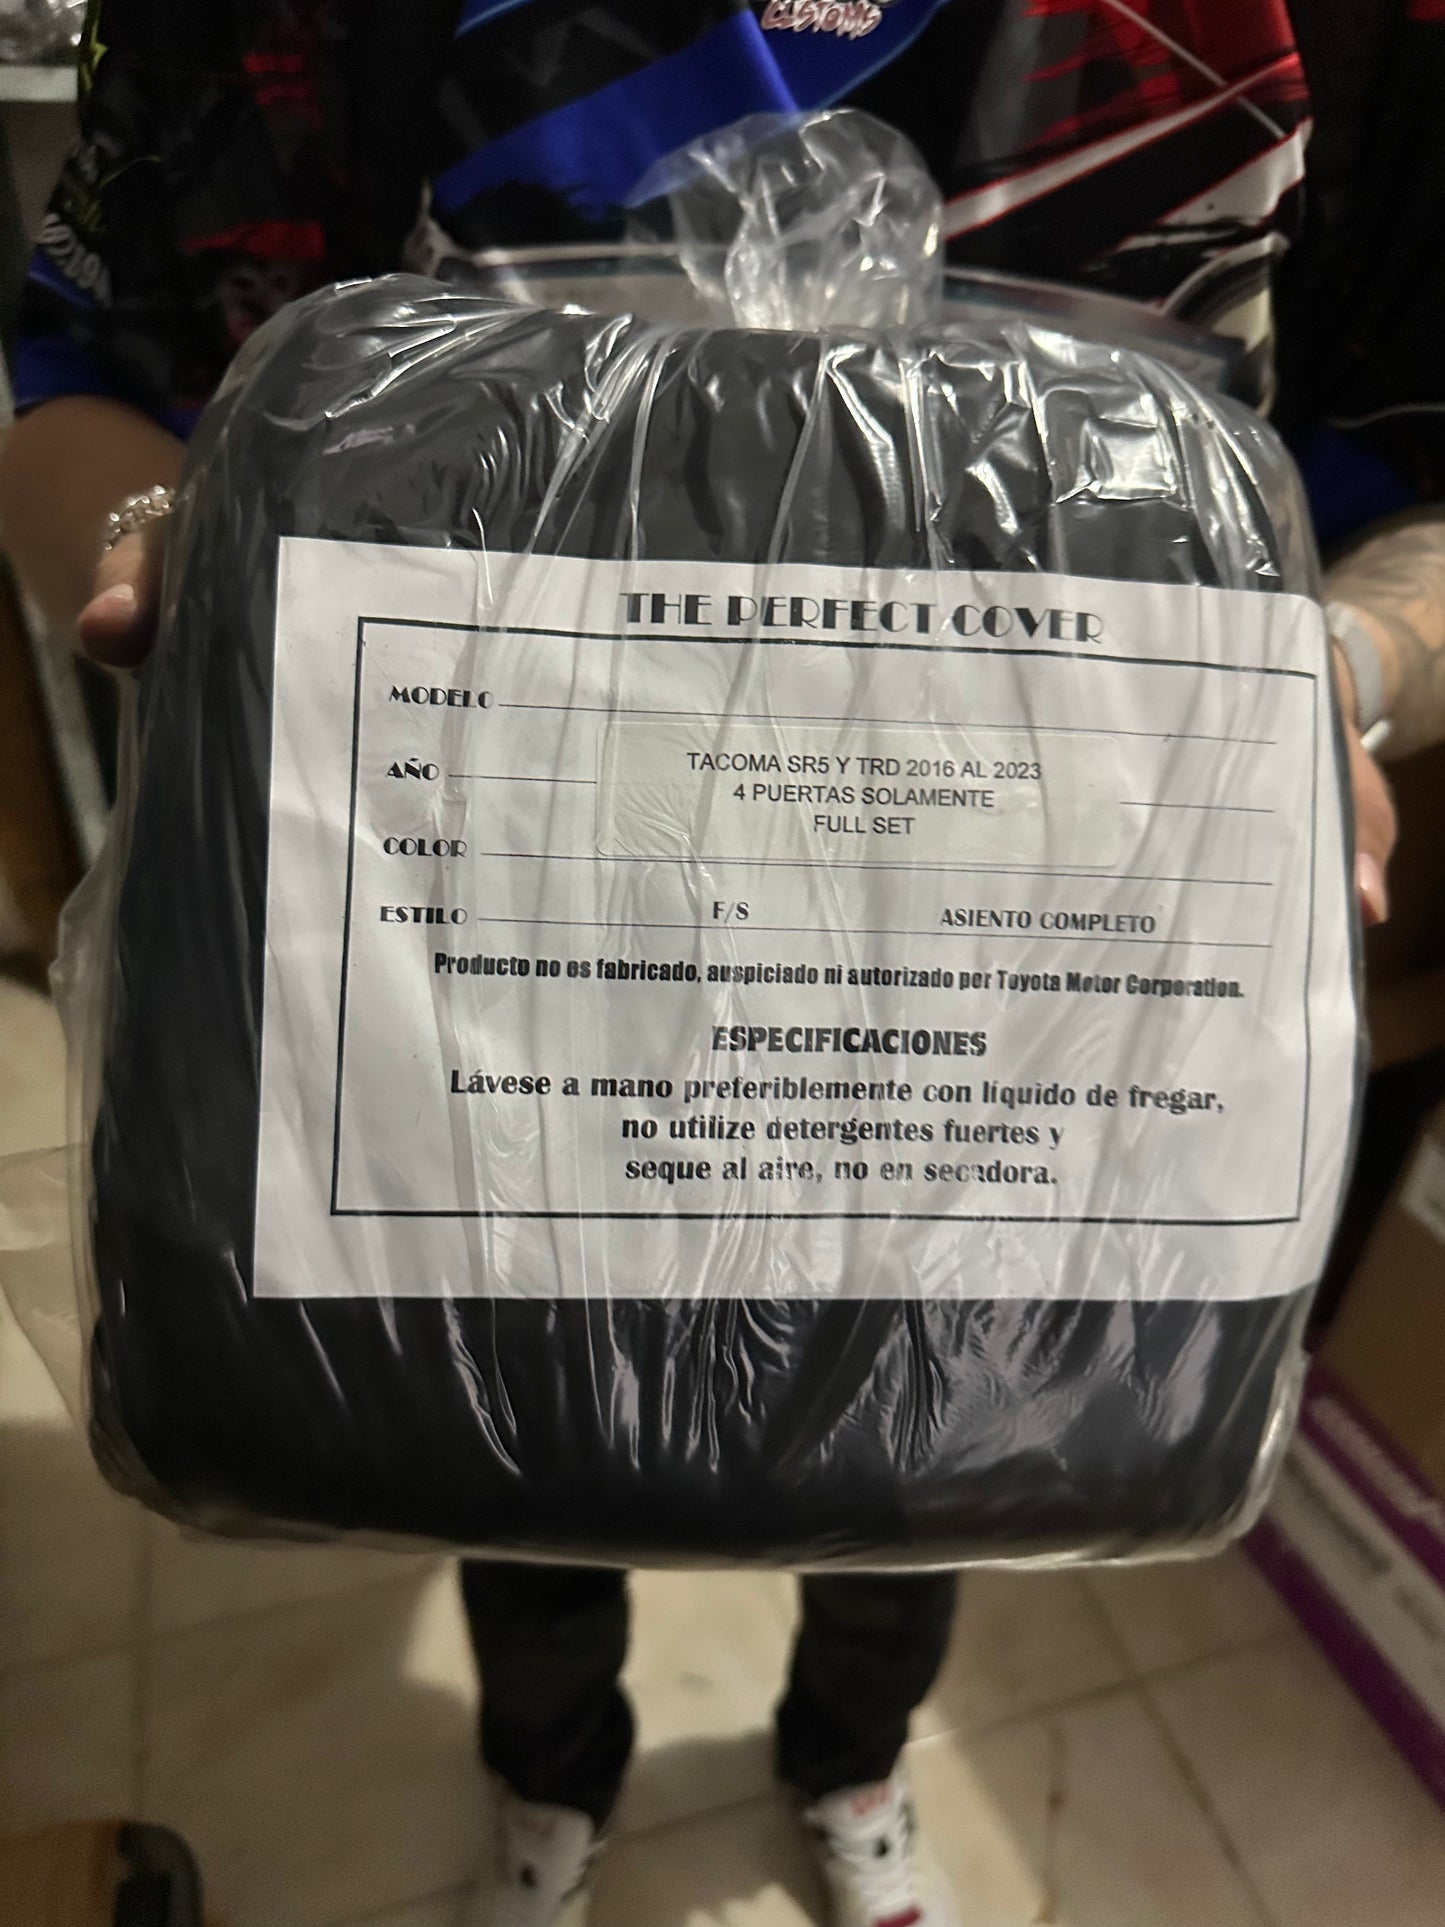 CUSTOMS
THE PERFECT COVER
MODELO
AÑO
TACOMA SR5 Y TRD 2016 AL 2023
4 PUERTAS SOLAMENTE
FULL SET
COLOR
ESTILO F/S ASIENTO COMPLETO
Producto no es fabricado, auspiciado ni autorizado por Toyota Motor Corporation.
ESPECIFICACIONES
Lávese a mano preferiblemente con líquido de fregar,
no utilize detergentes fuertes y
seque al aire, no en secadora.